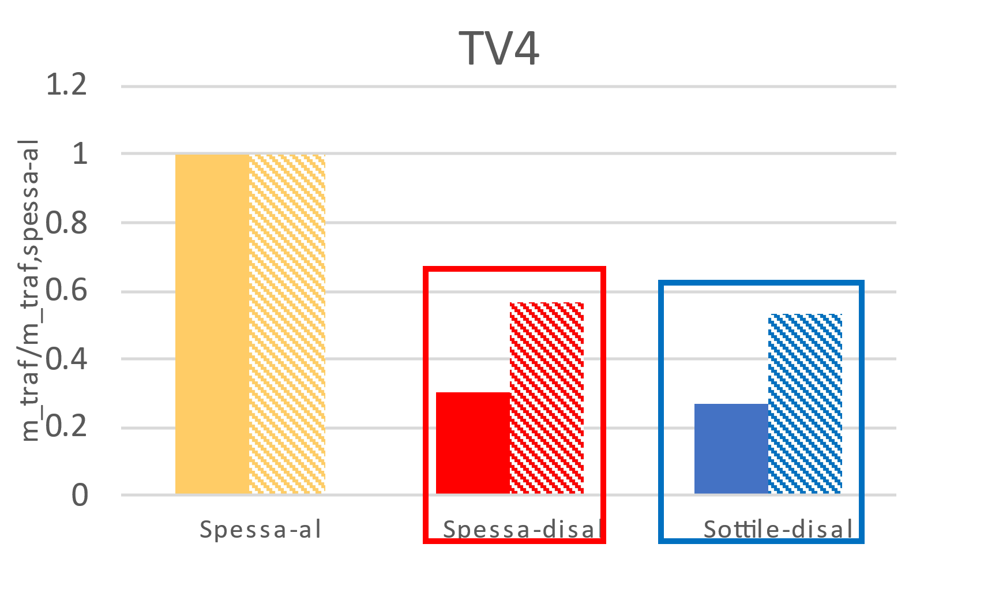 TV4
1.2
1
0.8
0.6
0.4
0.2
0
m_traf/m_traf,spessa-al
Spessa-al
Spessa-disal
Sottile-disal